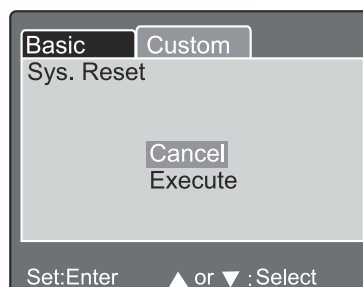 Basic Custom
Sys. Reset
Cancel
Execute
Set:Enter ▲ or ▼ :Select